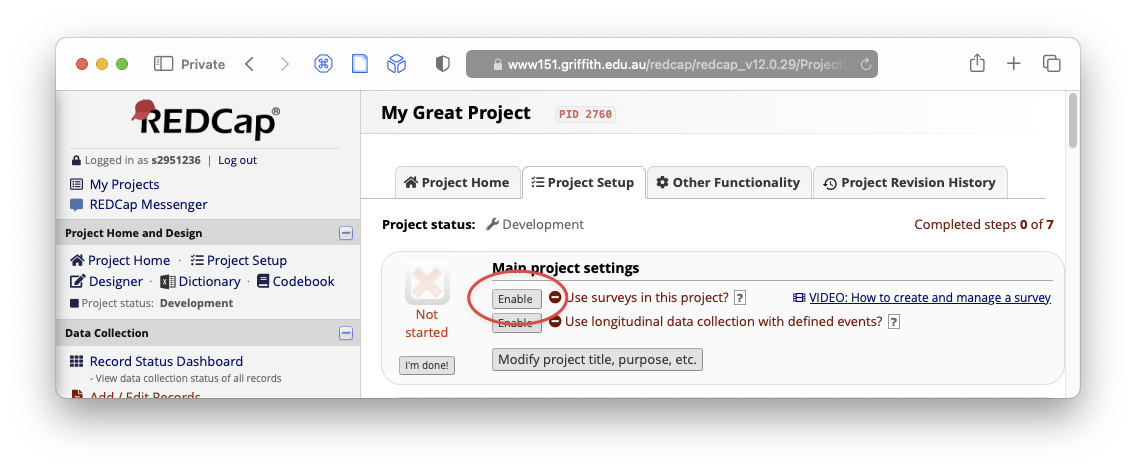 Private
www151.griffith.edu.au/redcap/redcap_v12.0.29/Project
REDCap®
Logged in as s2951236 | Log out
My Projects
REDCap Messenger
Project Home and Design
Project Home · Project Setup
Designer · Dictionary · Codebook
Project status: Development
Data Collection
Record Status Dashboard
- View data collection status of all records
Add / Edit Records
My Great Project PID 2760
Project Home Project Setup Other Functionality Project Revision History
Project status: Development Completed steps 0 of 7
Main project settings
Not started
I'm done!
Enable Use surveys in this project? ? VIDEO: How to create and manage a survey
Enable Use longitudinal data collection with defined events? ?
Modify project title, purpose, etc.